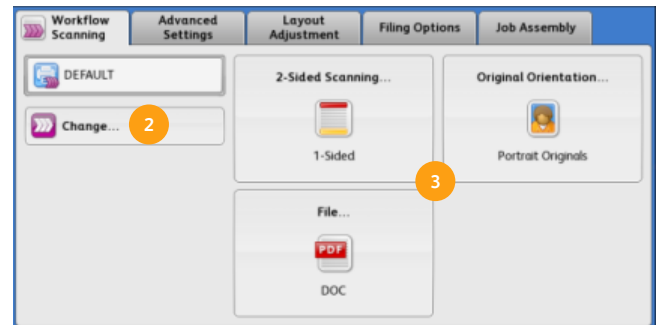 Workflow
Scanning
Advanced
Settings
Layout
Adjustment
Filing Options
Job Assembly
DEFAULT
Change...
2
2-Sided Scanning...
1-Sided
Original Orientation...
Portrait Originals
3
File...
PDF
DOC